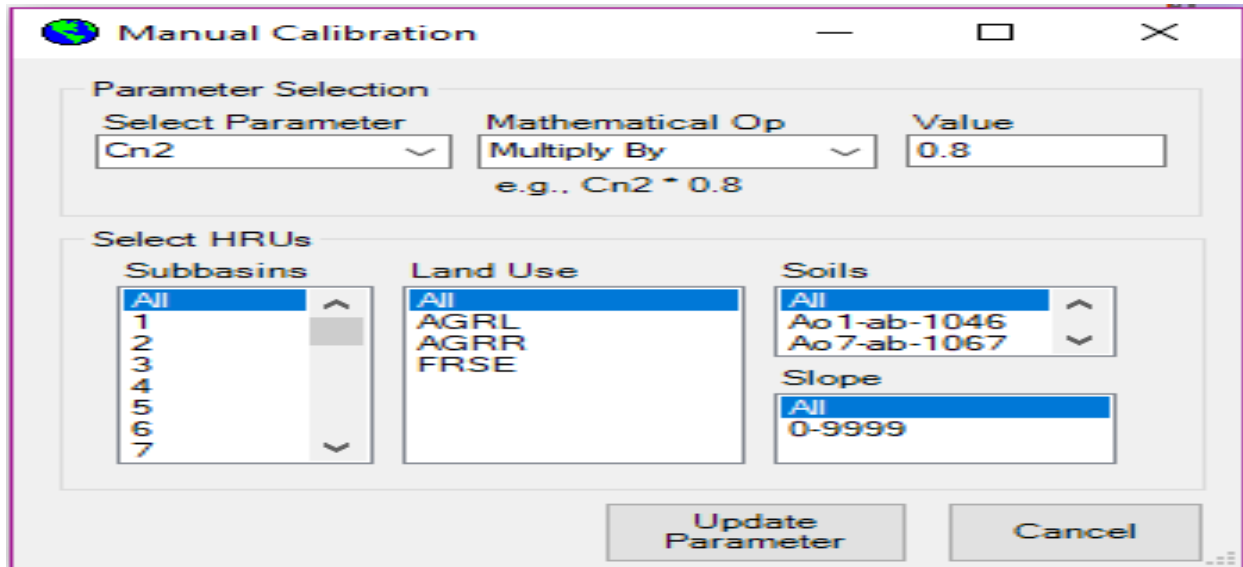 Manual Calibration
Parameter Selection
Select Parameter Mathematical Op Value
Cn2 Multiply By 0.8
e.g., Cn2 * 0.8
Select HRUs
Subbasins
All
1
2
3
4
5
6
7
Land Use
All
AGRL
AGRR
FRSE
Soils
All
Ao1-ab-1046
Ao7-ab-1067
Slope
All
0-9999
Update
Parameter
Cancel